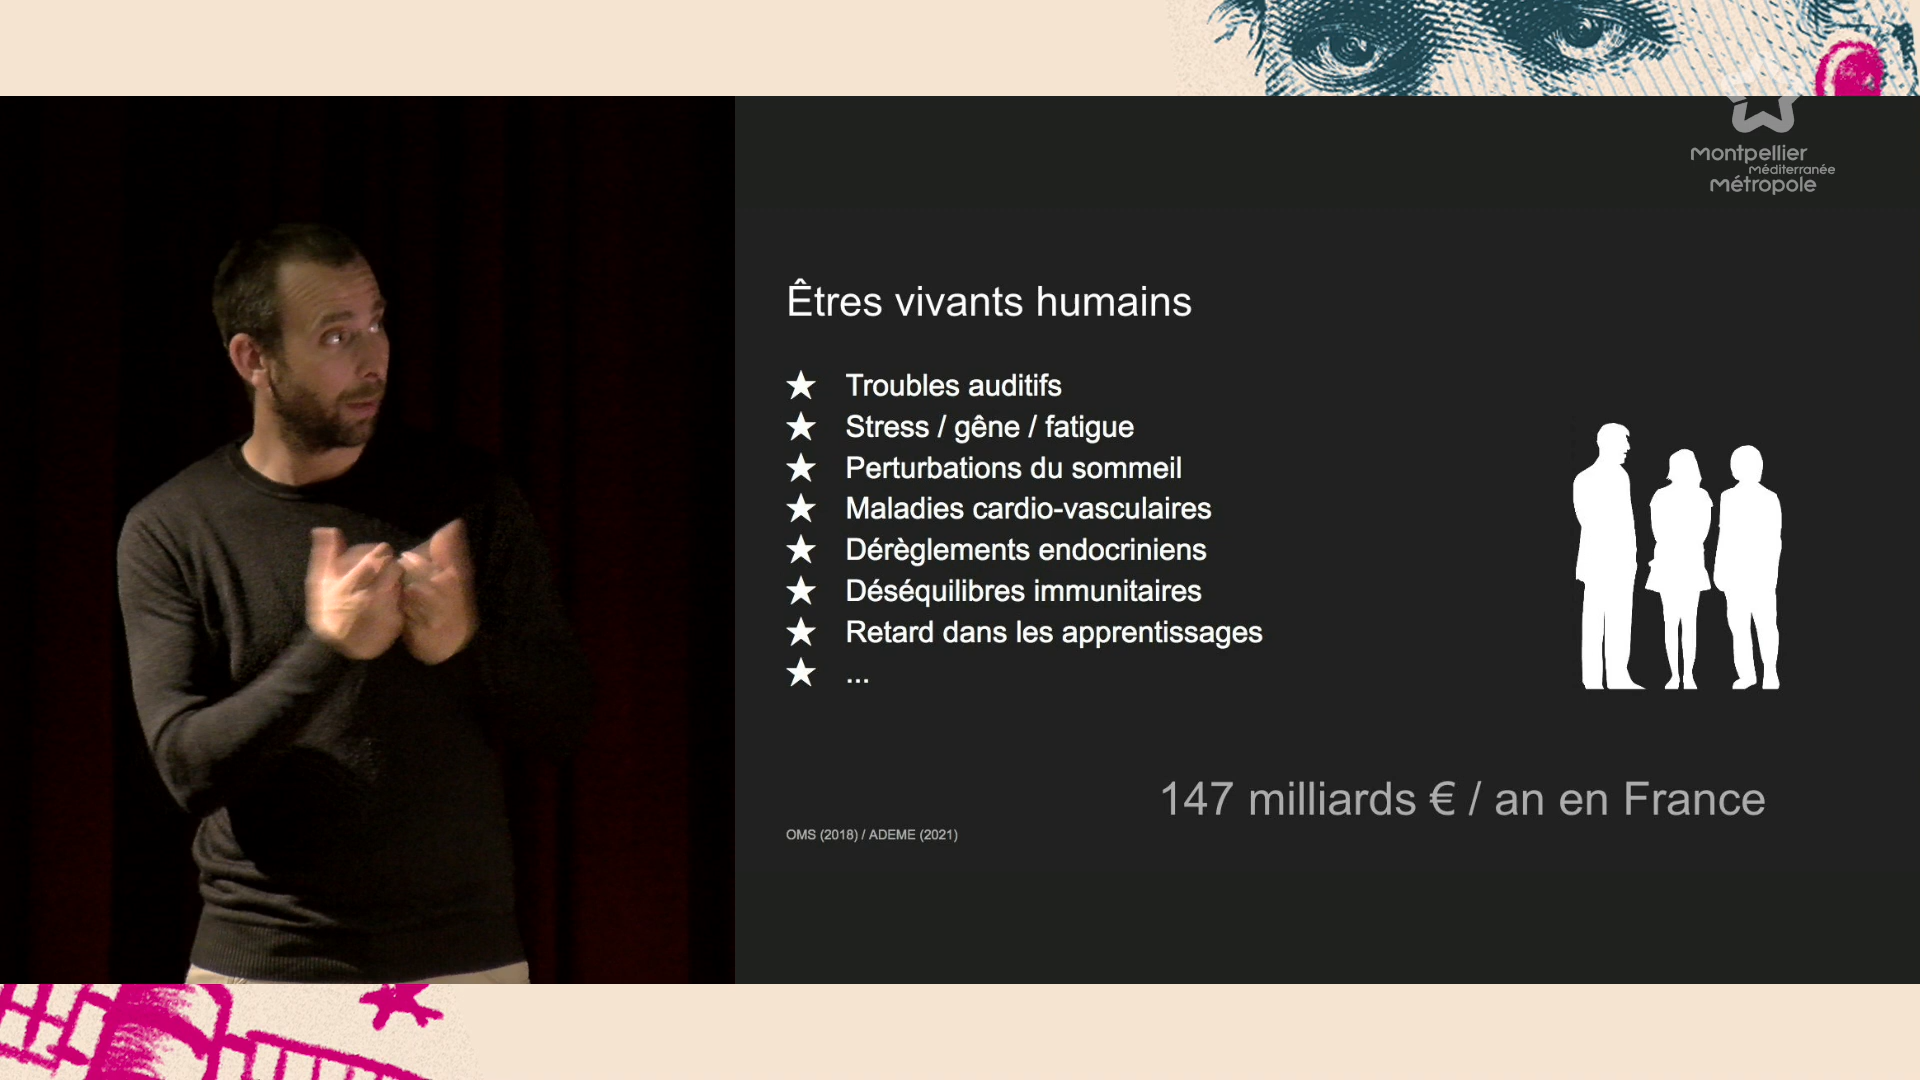 montpellier
méditerranée
métropole
Êtres vivants humains
★ Troubles auditifs
★ Stress / gêne / fatigue
★ Perturbations du sommeil
★ Maladies cardio-vasculaires
★ Dérèglements endocriniens
★ Déséquilibres immunitaires
★ Retard dans les apprentissages
★ ...
147 milliards € / an en France
OMS (2018) / ADEME (2021)